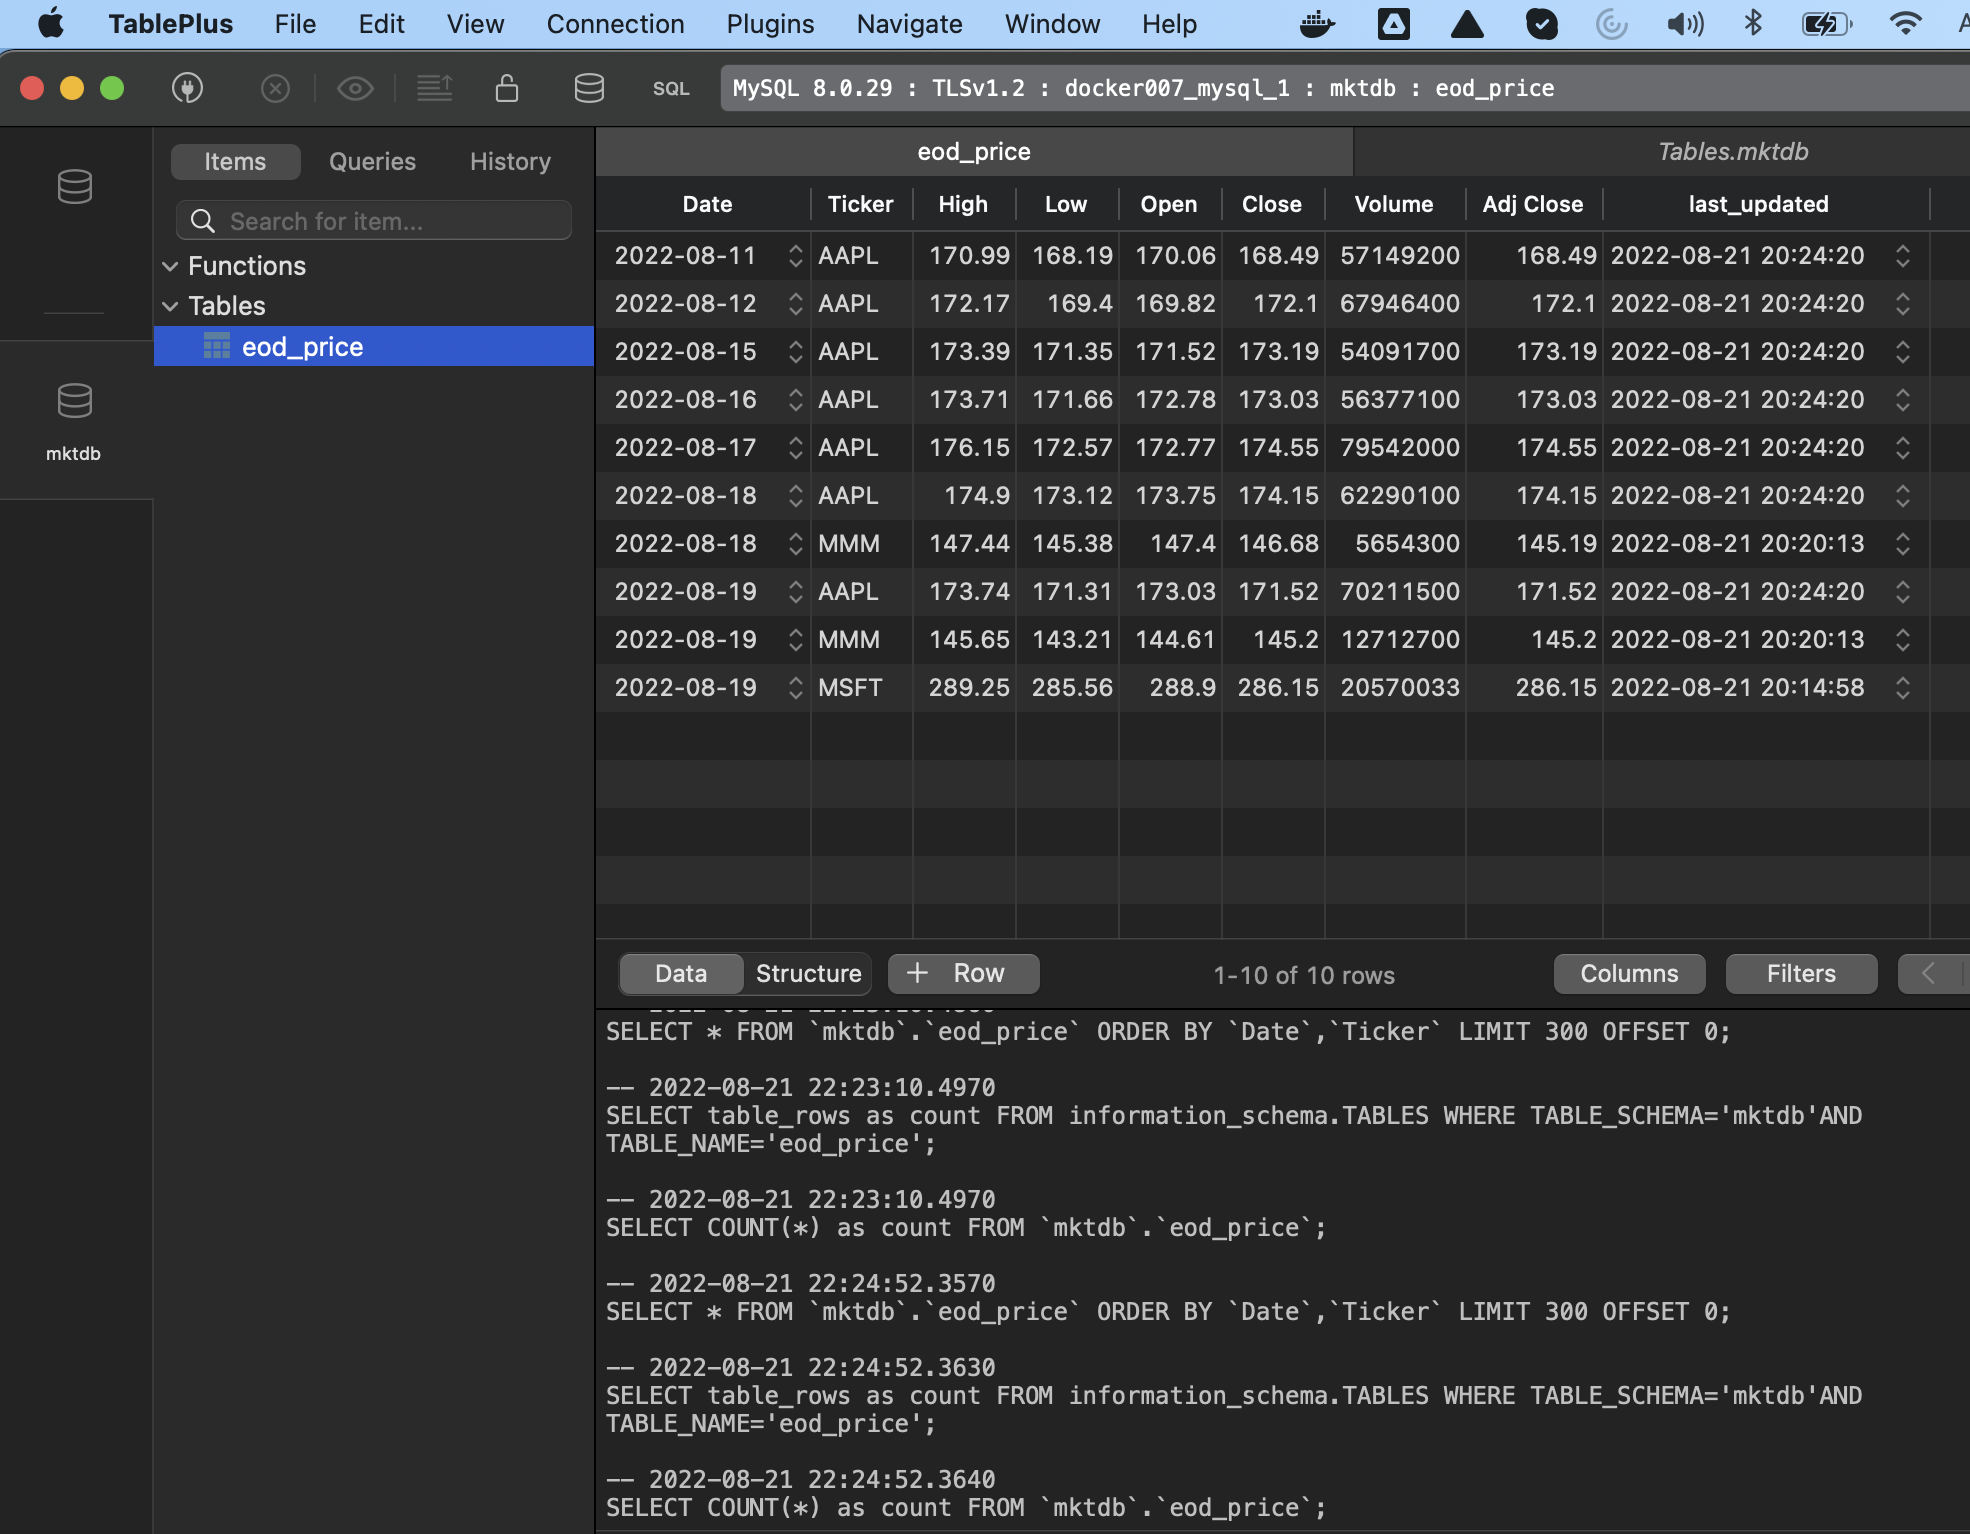 TablePlus File Edit View Connection Plugins Navigate Window Help
SQL MySQL 8.0.29 : TLSv1.2 : docker007_mysql_1 : mktdb : eod_price
Items Queries History
Search for item...
Functions
Tables
eod_price
mktdb
eod_price Tables.mktdb
Date Ticker High Low Open Close Volume Adj Close last_updated
2022-08-11 AAPL 170.99 168.19 170.06 168.49 57149200 168.49 2022-08-21 20:24:20
2022-08-12 AAPL 172.17 169.4 169.82 172.1 67946400 172.1 2022-08-21 20:24:20
2022-08-15 AAPL 173.39 171.35 171.52 173.19 54091700 173.19 2022-08-21 20:24:20
2022-08-16 AAPL 173.71 171.66 172.78 173.03 56377100 173.03 2022-08-21 20:24:20
2022-08-17 AAPL 176.15 172.57 172.77 174.55 79542000 174.55 2022-08-21 20:24:20
2022-08-18 AAPL 174.9 173.12 173.75 174.15 62290100 174.15 2022-08-21 20:24:20
2022-08-18 MMM 147.44 145.38 147.4 146.68 5654300 145.19 2022-08-21 20:20:13
2022-08-19 AAPL 173.74 171.31 173.03 171.52 70211500 171.52 2022-08-21 20:24:20
2022-08-19 MMM 145.65 143.21 144.61 145.2 12712700 145.2 2022-08-21 20:20:13
2022-08-19 MSFT 289.25 285.56 288.9 286.15 20570033 286.15 2022-08-21 20:14:58
Data Structure + Row 1-10 of 10 rows Columns Filters
SELECT * FROM `mktdb`.`eod_price` ORDER BY `Date`,`Ticker` LIMIT 300 OFFSET 0;
-- 2022-08-21 22:23:10.4970
SELECT table_rows as count FROM information_schema.TABLES WHERE TABLE_SCHEMA='mktdb'AND
TABLE_NAME='eod_price';
-- 2022-08-21 22:23:10.4970
SELECT COUNT(*) as count FROM `mktdb`.`eod_price`;
-- 2022-08-21 22:24:52.3570
SELECT * FROM `mktdb`.`eod_price` ORDER BY `Date`,`Ticker` LIMIT 300 OFFSET 0;
-- 2022-08-21 22:24:52.3630
SELECT table_rows as count FROM information_schema.TABLES WHERE TABLE_SCHEMA='mktdb'AND
TABLE_NAME='eod_price';
-- 2022-08-21 22:24:52.3640
SELECT COUNT(*) as count FROM `mktdb`.`eod_price`;